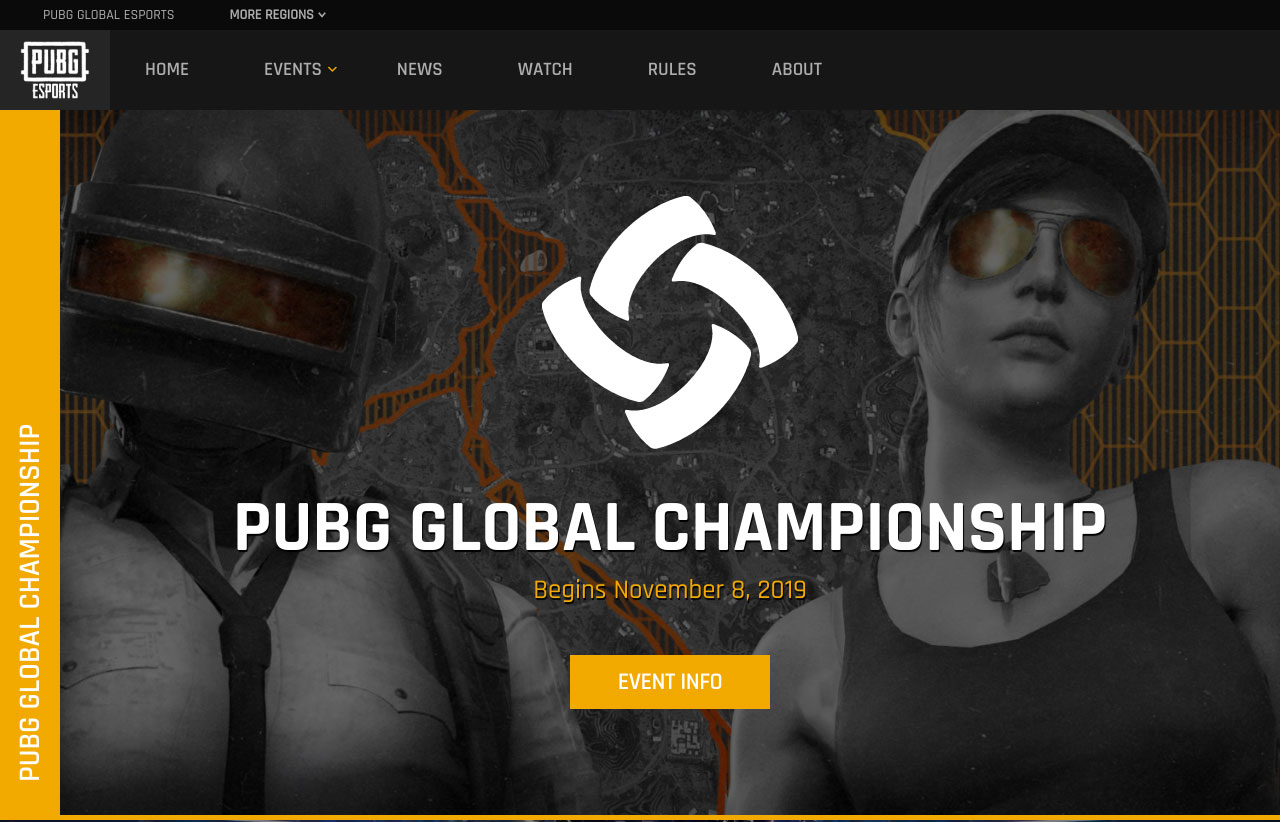 PUBG GLOBAL ESPORTS
MORE REGIONS
PUBG
ESPORTS
HOME
EVENTS
NEWS
WATCH
RULES
ABOUT
PUBG GLOBAL CHAMPIONSHIP
PUBG GLOBAL CHAMPIONSHIP
Begins November 8, 2019
EVENT INFO